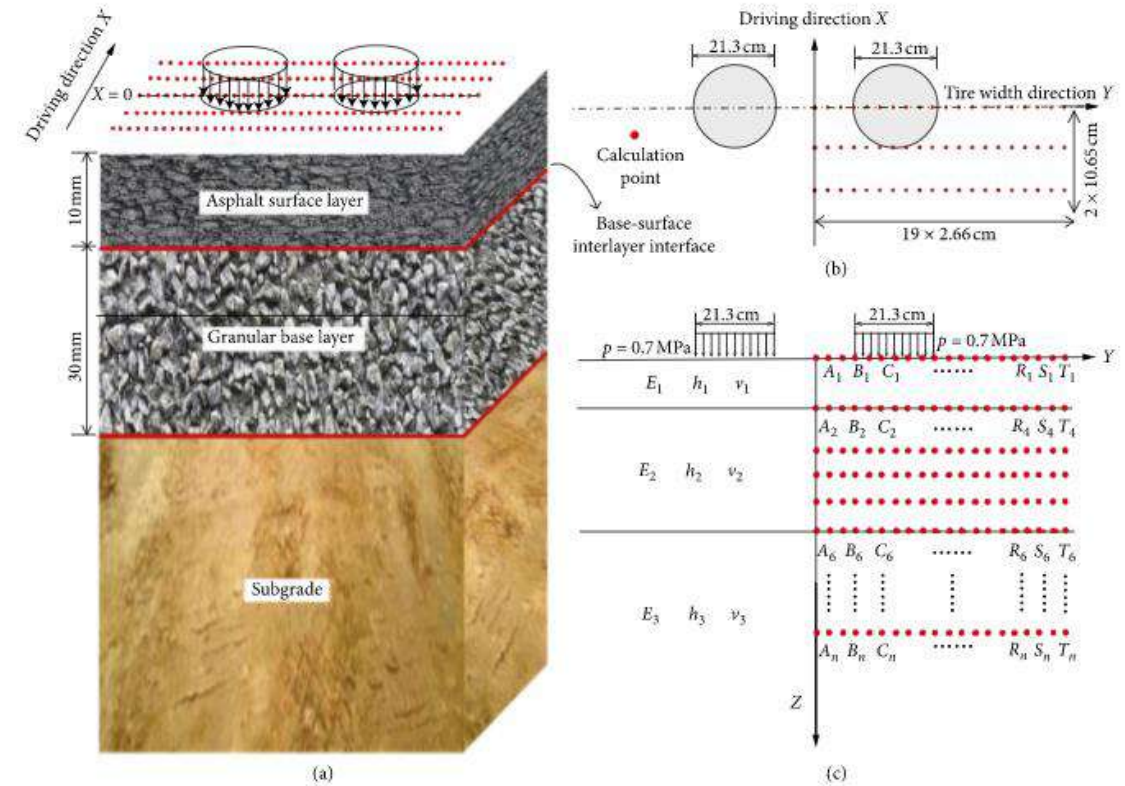 Driving direction X
X = 0
10 mm
Asphalt surface layer
30 mm
Granular base layer
Subgrade
Base-surface
interlayer interface
(a)
Driving direction X
21.3 cm
21.3 cm
Tire width direction Y
Calculation
point
2 × 10.65 cm
19 × 2.66 cm
(b)
21.3 cm
21.3 cm
p = 0.7 MPa
p = 0.7 MPa
Y
A₁ B₁ C₁ ...... R₁ S₁ T₁
E₁ h₁ v₁
A₂ B₂ C₂ ...... R₄ S₄ T₄
E₂ h₂ v₂
A₆ B₆ C₆ ...... R₆ S₆ T₆
E₃ h₃ v₃
Aₙ Bₙ Cₙ ...... Rₙ Sₙ Tₙ
Z
(c)